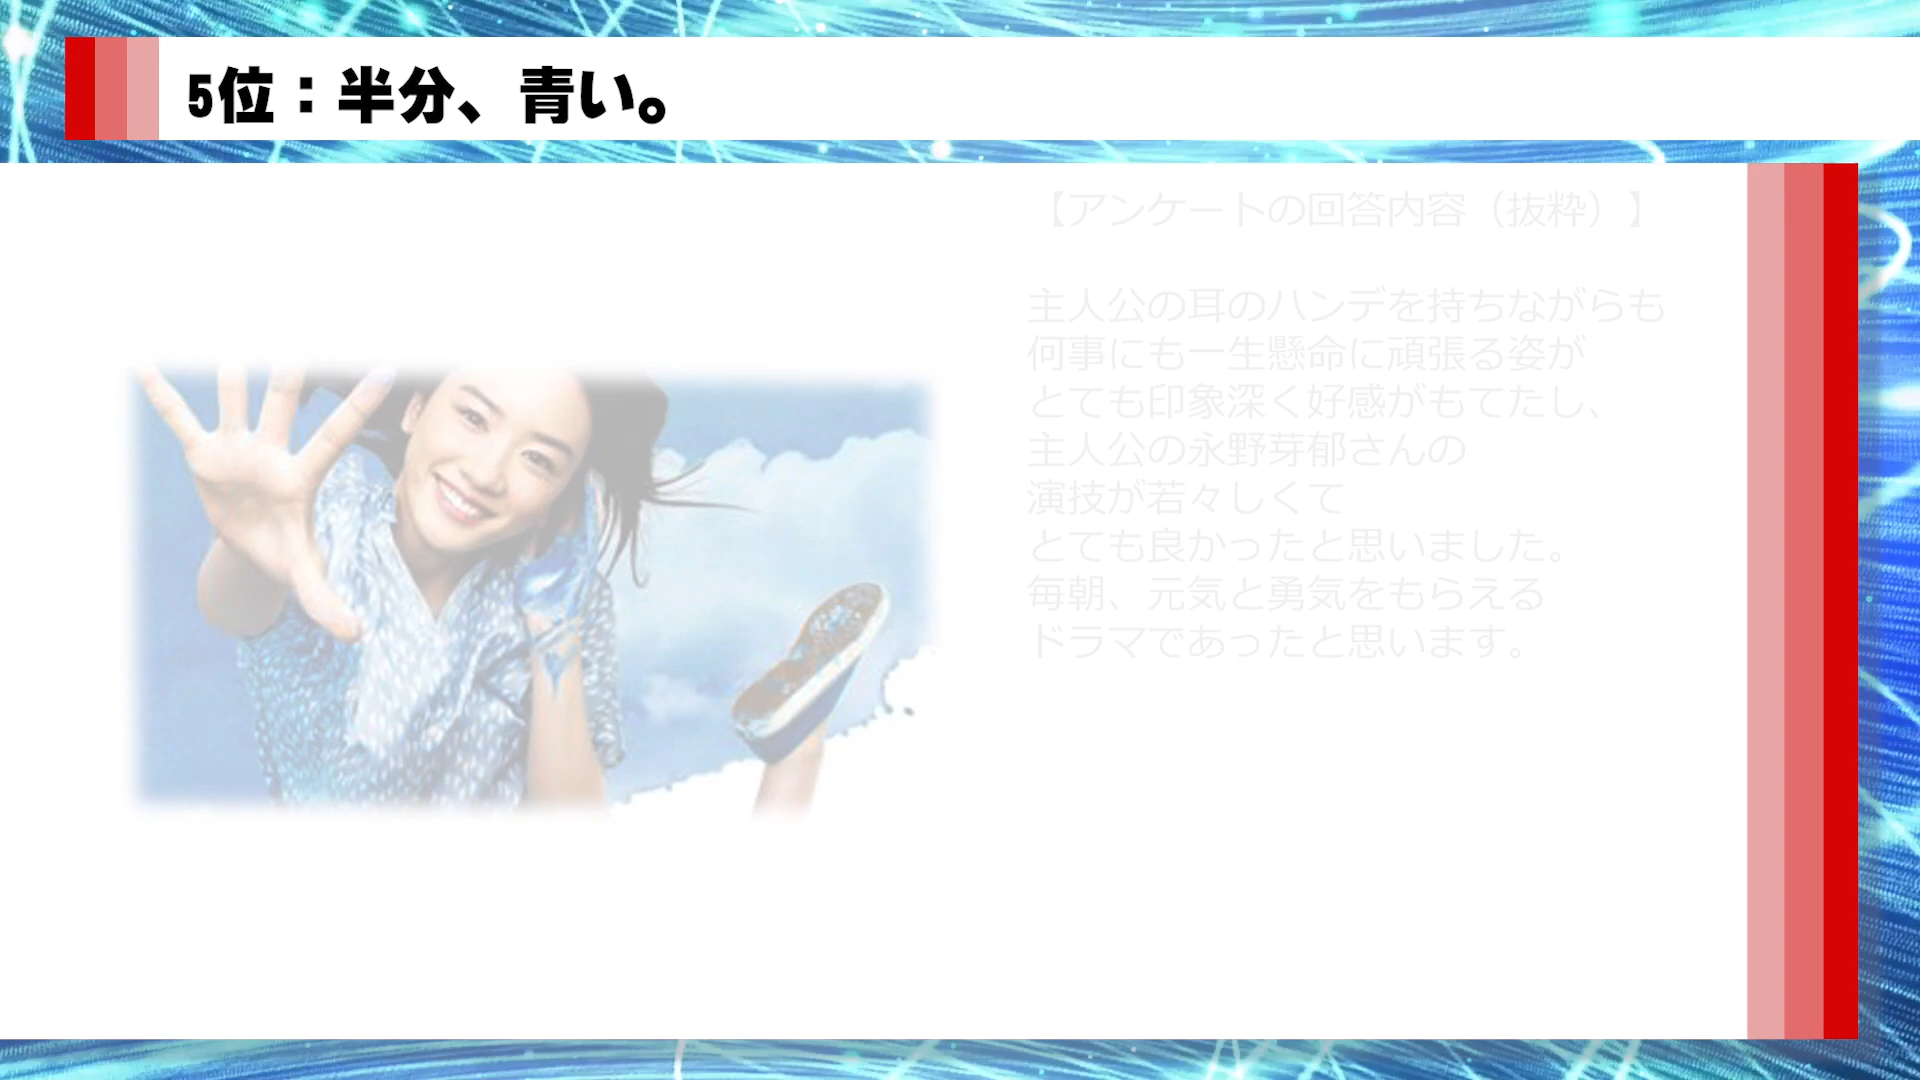 5位：半分、青い。
【アンケートの回答内容（抜粋）】
主人公の耳のハンデを持ちながらも
何事にも一生懸命に頑張る姿が
とても印象深く好感がもてたし、
主人公の永野芽郁さんの
演技が若々しくて
とても良かったと思いました。
毎朝、元気と勇気をもらえる
ドラマであったと思います。